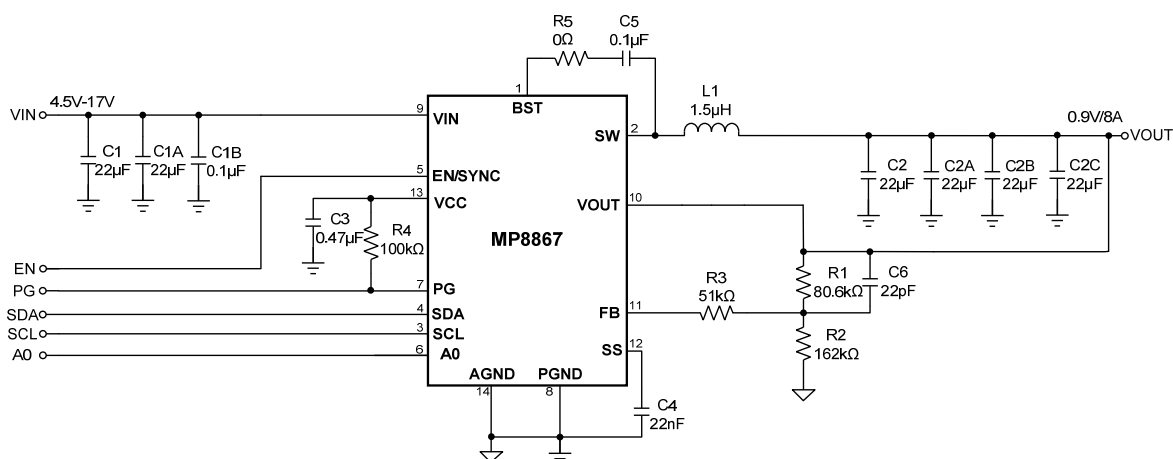 R5
0Ω
C5
0.1µF
1
BST
VIN
4.5V-17V
9
VIN
SW
2
L1
1.5µH
0.9V/8A
VOUT
C1
22µF
C1A
22µF
C1B
0.1µF
5
EN/SYNC
13
VCC
VOUT
10
C2
22µF
C2A
22µF
C2B
22µF
C2C
22µF
MP8867
C3
0.47µF
R4
100kΩ
EN
PG
7
PG
SDA
4
SDA
SCL
3
SCL
A0
6
A0
R3
51kΩ
FB
11
R1
80.6kΩ
C6
22pF
R2
162kΩ
SS
12
AGND
14
PGND
8
C4
22nF